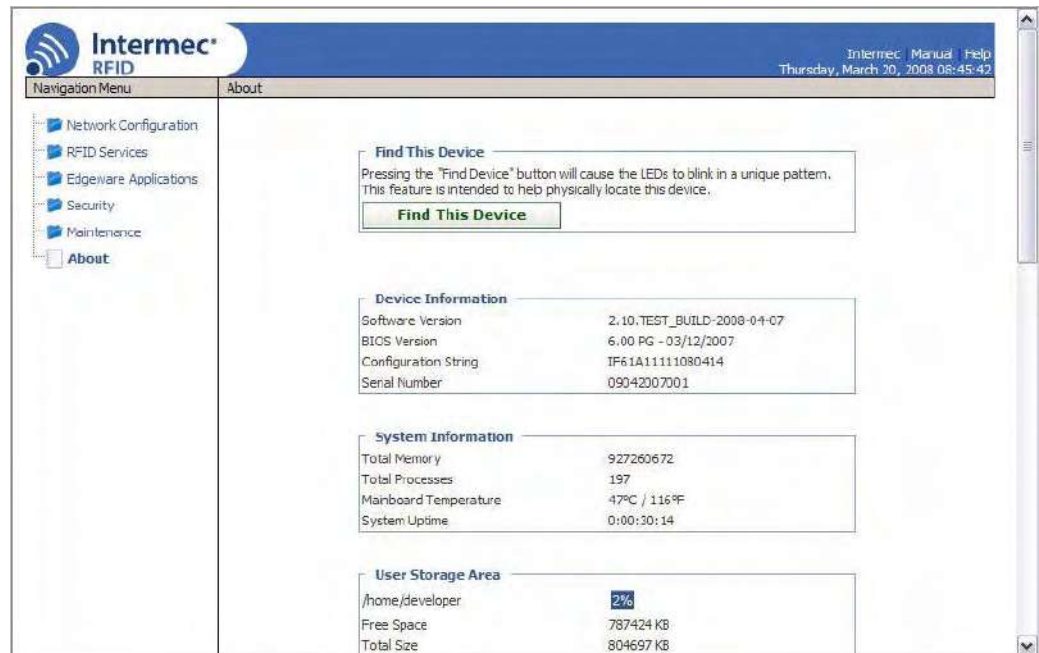 Intermec®
RFID
Intermec | Manual | Help
Thursday, March 20, 2008 08:45:42
Navigation Menu
About
Network Configuration
RFID Services
Edgeware Applications
Security
Maintenance
About
Find This Device
Pressing the "Find Device" button will cause the LEDs to blink in a unique pattern.
This feature is intended to help physically locate this device.
Find This Device
Device Information
Software Version 2.10.TEST_BUILD-2008-04-07
BIOS Version 6.00 PG - 03/12/2007
Configuration String IF61A11111080414
Serial Number 09042007001
System Information
Total Memory 927260672
Total Processes 197
Mainboard Temperature 47ºC / 116ºF
System Uptime 0:00:30:14
User Storage Area
/home/developer 2%
Free Space 787424 KB
Total Size 804697 KB